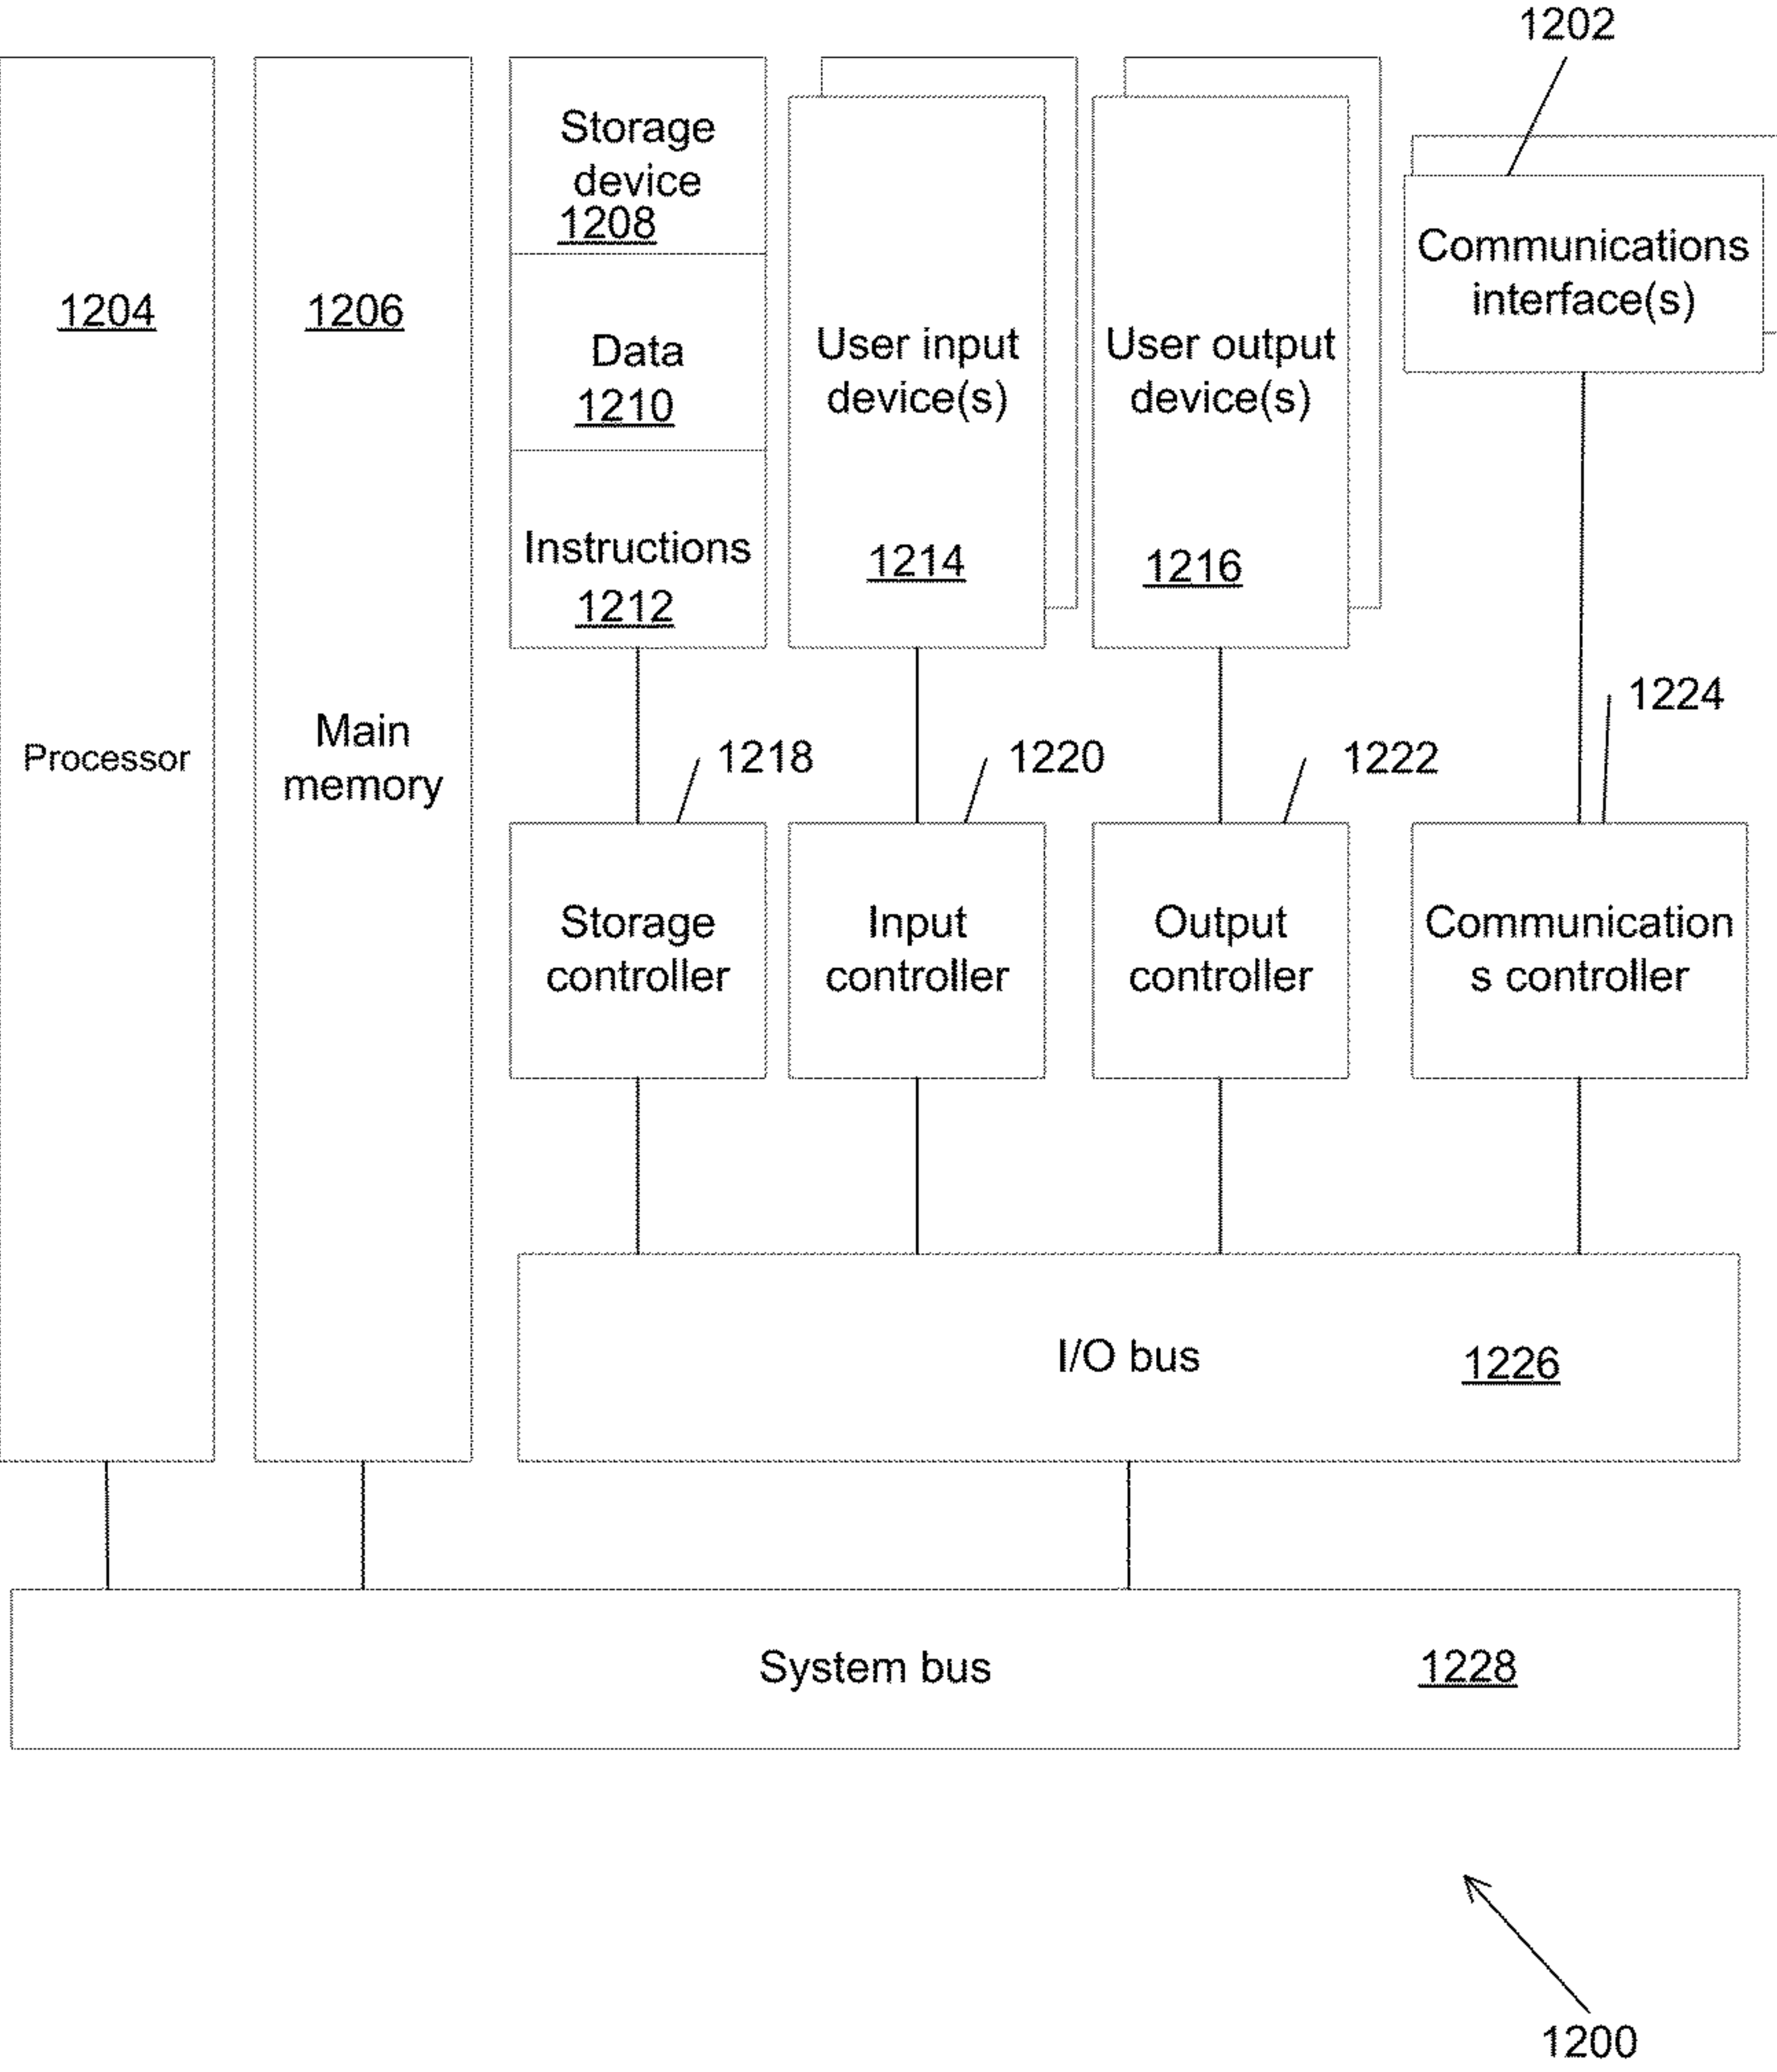 1202
Storage
device
1208
Communications
interface(s)
1204
1206
Data
1210
User input
device(s)
User output
device(s)
Instructions
1212
1214
1216
1224
Processor
Main
memory
1218
1220
1222
Storage
controller
Input
controller
Output
controller
Communication
s controller
I/O bus
1226
System bus
1228
1200